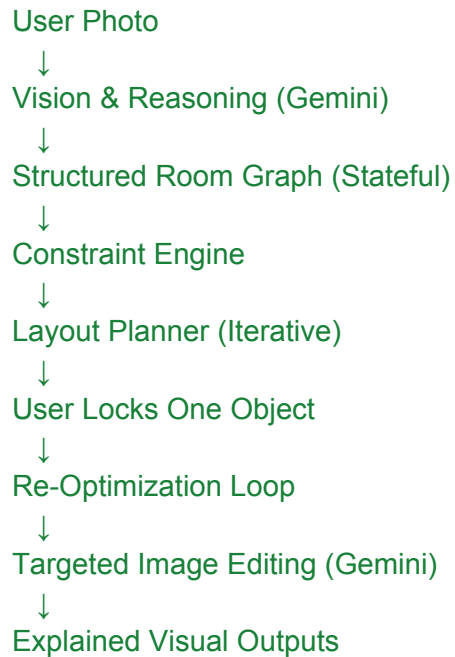 User Photo
↓
Vision & Reasoning (Gemini)
↓
Structured Room Graph (Stateful)
↓
Constraint Engine
↓
Layout Planner (Iterative)
↓
User Locks One Object
↓
Re-Optimization Loop
↓
Targeted Image Editing (Gemini)
↓
Explained Visual Outputs